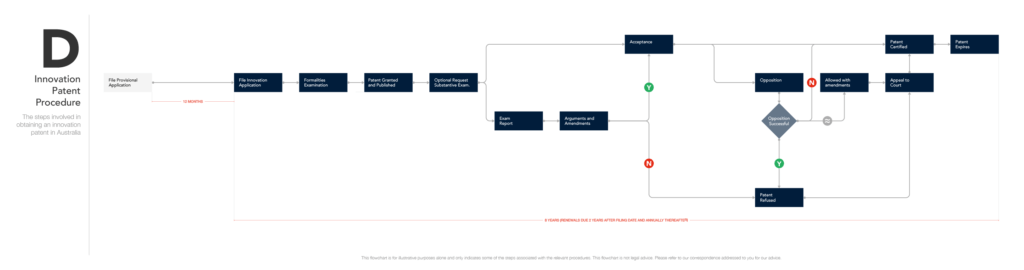 D
Innovation
Patent
Procedure
The steps involved in
obtaining an innovation
patent in Australia
File Provisional
Application
12 MONTHS
File Innovation
Application
Formalities
Examination
Patent Granted
and Published
Optional Request
Substantive Exam.
Exam
Report
Arguments and
Amendments
Acceptance
Y
N
Opposition
Opposition
Successful
Y
Patent
Refused
N
Allowed with
amendments
Appeal to
Court
Patent
Certified
Patent
Expires
8 YEARS (RENEWALS DUE 2 YEARS AFTER FILING DATE AND ANNUALLY THEREAFTER)
This flowchart is for illustrative purposes alone and only indicates some of the steps associated with the relevant procedures. This flowchart is not legal advice. Please refer to our correspondence addressed to you for our advice.